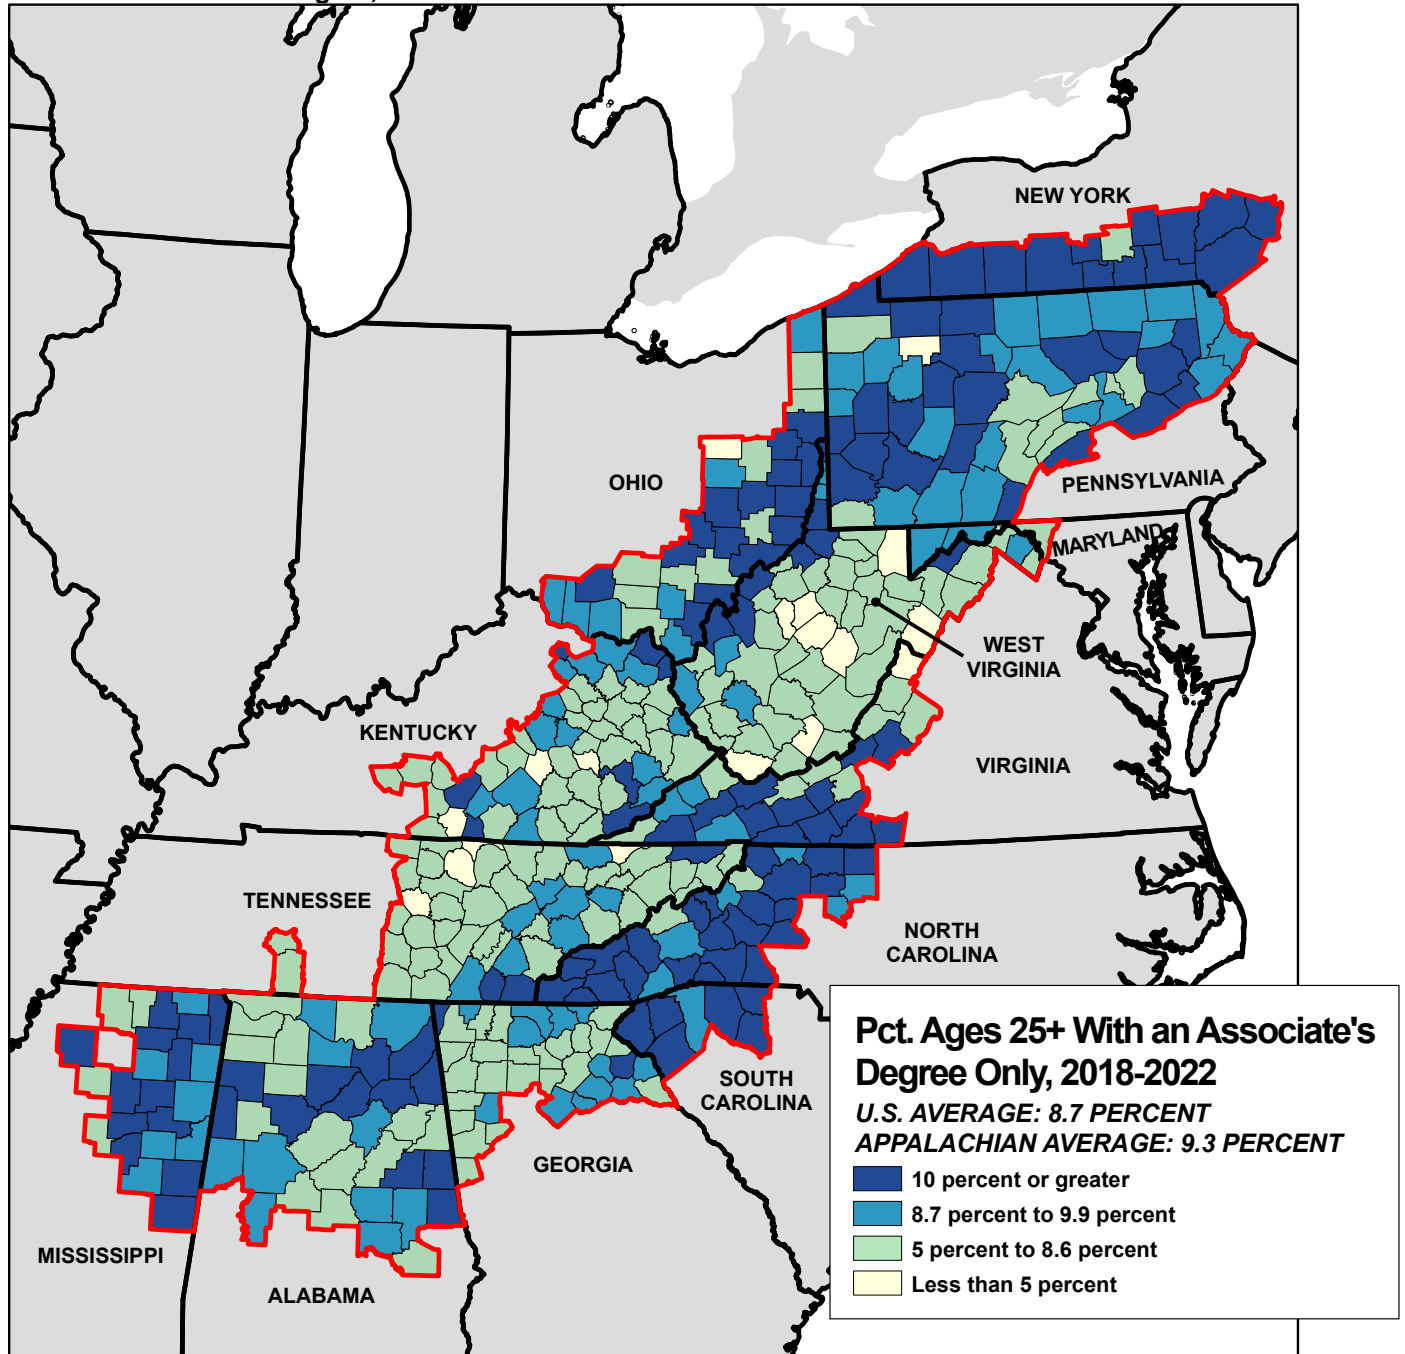 NEW YORK
OHIO
PENNSYLVANIA
MARYLAND
WEST
VIRGINIA
KENTUCKY
VIRGINIA
TENNESSEE
NORTH
CAROLINA
SOUTH
CAROLINA
GEORGIA
MISSISSIPPI
ALABAMA
Pct. Ages 25+ With an Associate's
Degree Only, 2018-2022
U.S. AVERAGE: 8.7 PERCENT
APPALACHIAN AVERAGE: 9.3 PERCENT
10 percent or greater
8.7 percent to 9.9 percent
5 percent to 8.6 percent
Less than 5 percent